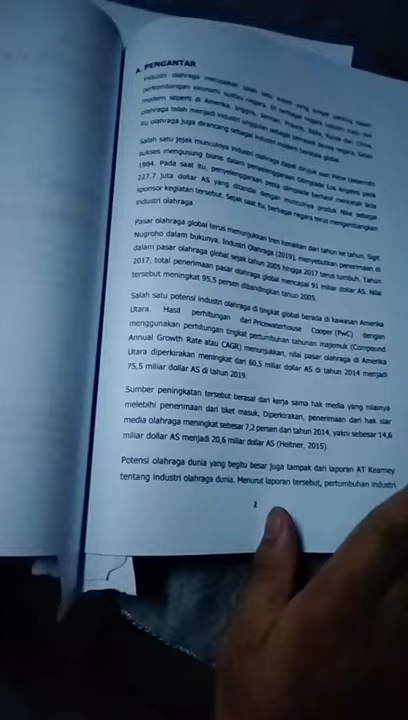 A. PENGANTAR
Industri olahraga merupakan salah satu aspek yang sangat penting dalam
perkembangan ekonomi suatu negara. Di berbagai negara industri maju dan
modern seperti di Amerika, Inggris, Jerman, Prancis, Italia, Korea dan China,
olahraga telah menjadi industri unggulan sebagai
itu olahraga juga dirancang sebagai industri modern berskala global.
Salah satu jejak munculnya industri olahraga dapat dirujuk saat Peter Ueberroth
sukses mengusung bisnis dalam penyelenggaraan Olimpiade Los Angeles pada
1984. Pada saat itu, penyelenggaraan pesta olimpiade berhasil mencetak laba
227,7 juta dollar AS yang ditandai dengan munculnya produk Nike sebagai
sponsor kegiatan tersebut. Sejak saat itu, berbagai negara terus mengembangkan
industri olahraga.
Pasar olahraga global terus menunjukkan tren kenaikan dari tahun ke tahun. Sigit
Nugroho dalam bukunya, Industri Olahraga (2019), menyebutkan penerimaan di
dalam pasar olahraga global sejak tahun 2005 hingga 2017 terus tumbuh. Tahun
2017, total penerimaan pasar olahraga global mencapai 91 miliar dollar AS. Nilai
tersebut meningkat 95,5 persen dibandingkan tahun 2005.
Salah satu potensi industri olahraga di tingkat global berada di kawasan Amerika
Utara. Hasil perhitungan dari Pricewaterhouse Cooper (PwC) dengan
menggunakan perhitungan tingkat pertumbuhan tahunan majemuk (Compound
Annual Growth Rate atau CAGR) menunjukkan, nilai pasar olahraga di Amerika
Utara diperkirakan meningkat dari 60,5 miliar dollar AS di tahun 2014 menjadi
75,5 miliar dollar AS di tahun 2019.
Sumber peningkatan tersebut berasal dari kerja sama hak media yang nilainya
melebihi penerimaan dari tiket masuk. Diperkirakan, penerimaan dari hak siar
media olahraga meningkat sebesar 7,2 persen dari tahun 2014, yakni sebesar 14,6
miliar dollar AS menjadi 20,6 miliar dollar AS (Heitner, 2015).
Potensi olahraga dunia yang begitu besar juga tampak dari laporan AT Kearney
tentang industri olahraga dunia. Menurut laporan tersebut, pertumbuhan industri
2